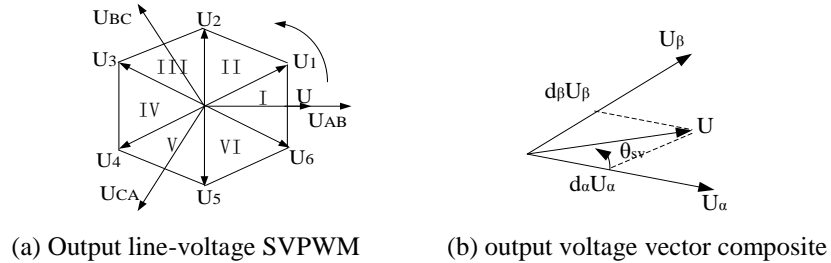 UBC
U2
U3
III
II
U1
I
U
IV
UAB
V
VI
U4
U6
UCA
U5
Uβ
dβUβ
U
θsv
dαUα
Uα
(a) Output line-voltage SVPWM
(b) output voltage vector composite